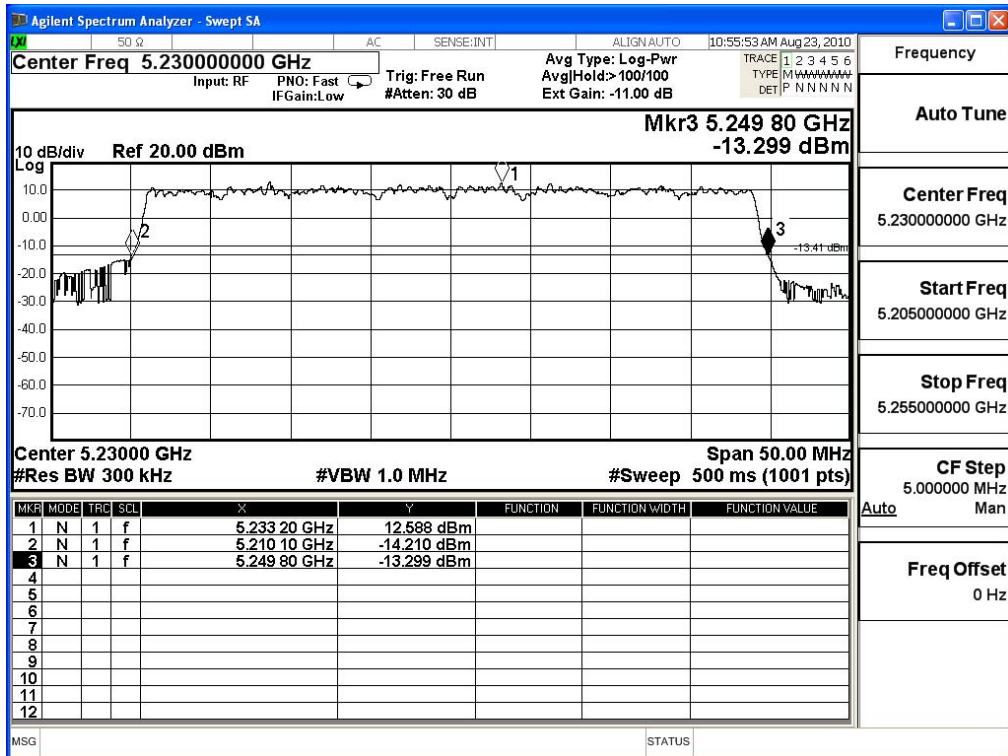 Agilent Spectrum Analyzer - Swept SA
LXI 50 Ω AC SENSE:INT ALIGNAUTO 10:55:53 AM Aug 23, 2010
Center Freq 5.230000000 GHz
Input: RF PNO: Fast Trig: Free Run Avg Type: Log-Pwr TRACE 1 2 3 4 5 6
IFGain:Low #Atten: 30 dB Avg|Hold:>100/100 TYPE M WWWWW
Ext Gain: -11.00 dB DET P N N N N N
Mkr3 5.249 80 GHz
-13.299 dBm
10 dB/div Ref 20.00 dBm
Log
10.0
0.00
-10.0
-20.0
-30.0
-40.0
-50.0
-60.0
-70.0
1
2
3
-13.41 dBm
Center 5.23000 GHz Span 50.00 MHz
#Res BW 300 kHz #VBW 1.0 MHz #Sweep 500 ms (1001 pts)
MKR MODE TRC SCL X Y FUNCTION FUNCTION WIDTH FUNCTION VALUE
1 N 1 f 5.233 20 GHz 12.588 dBm
2 N 1 f 5.210 10 GHz -14.210 dBm
3 N 1 f 5.249 80 GHz -13.299 dBm
4
5
6
7
8
9
10
11
12
MSG STATUS
Frequency
Auto Tune
Center Freq
5.230000000 GHz
Start Freq
5.205000000 GHz
Stop Freq
5.255000000 GHz
CF Step
5.000000 MHz
Auto Man
Freq Offset
0 Hz